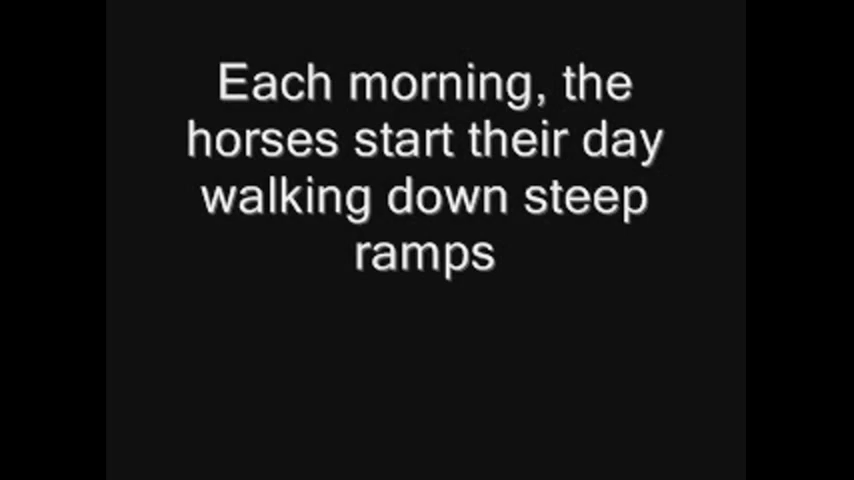 Each morning, the
horses start their day
walking down steep
ramps